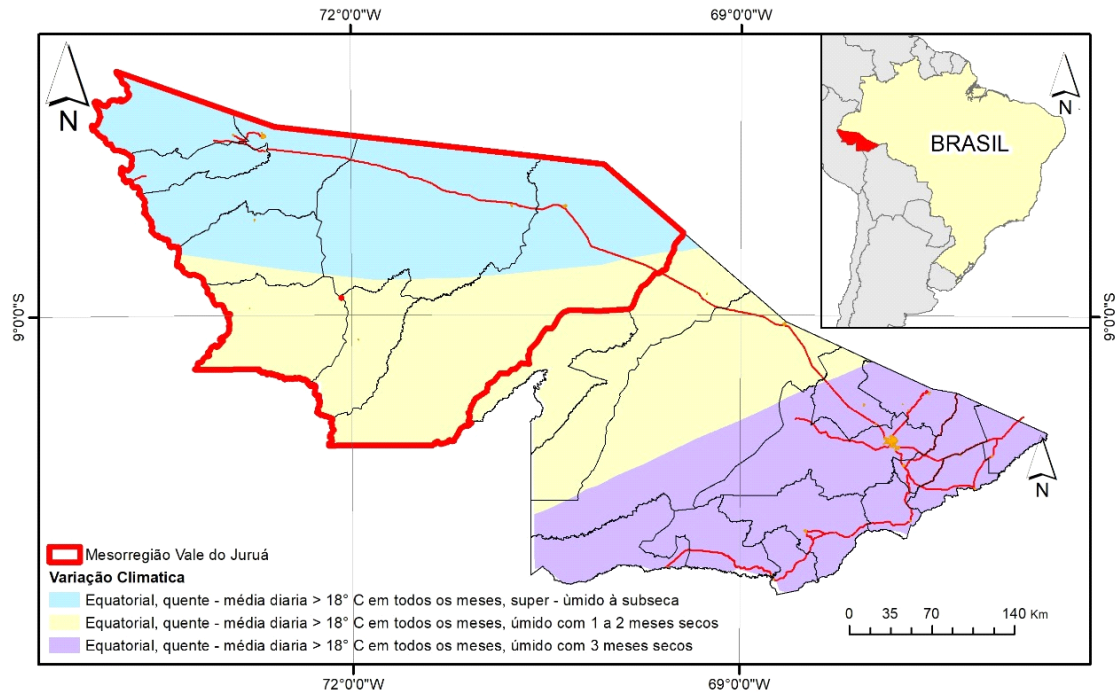 72°0'0"W 69°0'0"W
N
N
BRASIL
9°0'0"S 9°0'0"S
N
Mesorregião Vale do Juruá
Variação Climatica
Equatorial, quente - média diaria > 18° C em todos os meses, super - úmido à subseca
Equatorial, quente - média diaria > 18° C em todos os meses, úmido com 1 a 2 meses secos
Equatorial, quente - média diaria > 18° C em todos os meses, úmido com 3 meses secos
0 35 70 140 Km
72°0'0"W 69°0'0"W